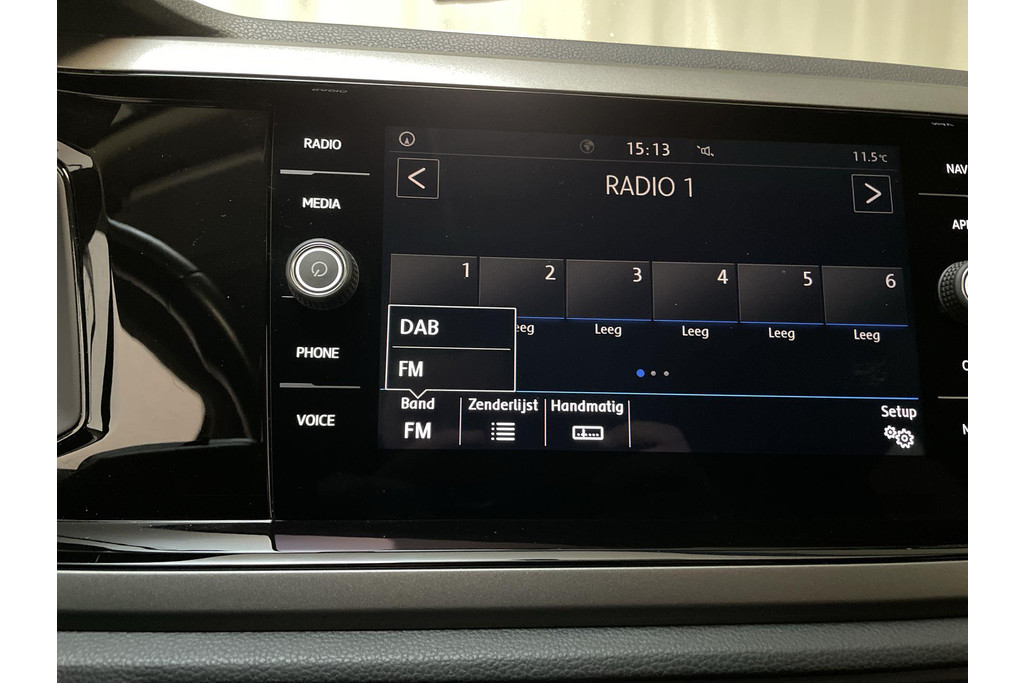 RADIO
MEDIA
PHONE
VOICE
15:13
11.5°C
RADIO 1
1
2
3
4
5
6
Leeg
Leeg
Leeg
Leeg
DAB
FM
Band
FM
Zenderlijst
Handmatig
Setup
NAV